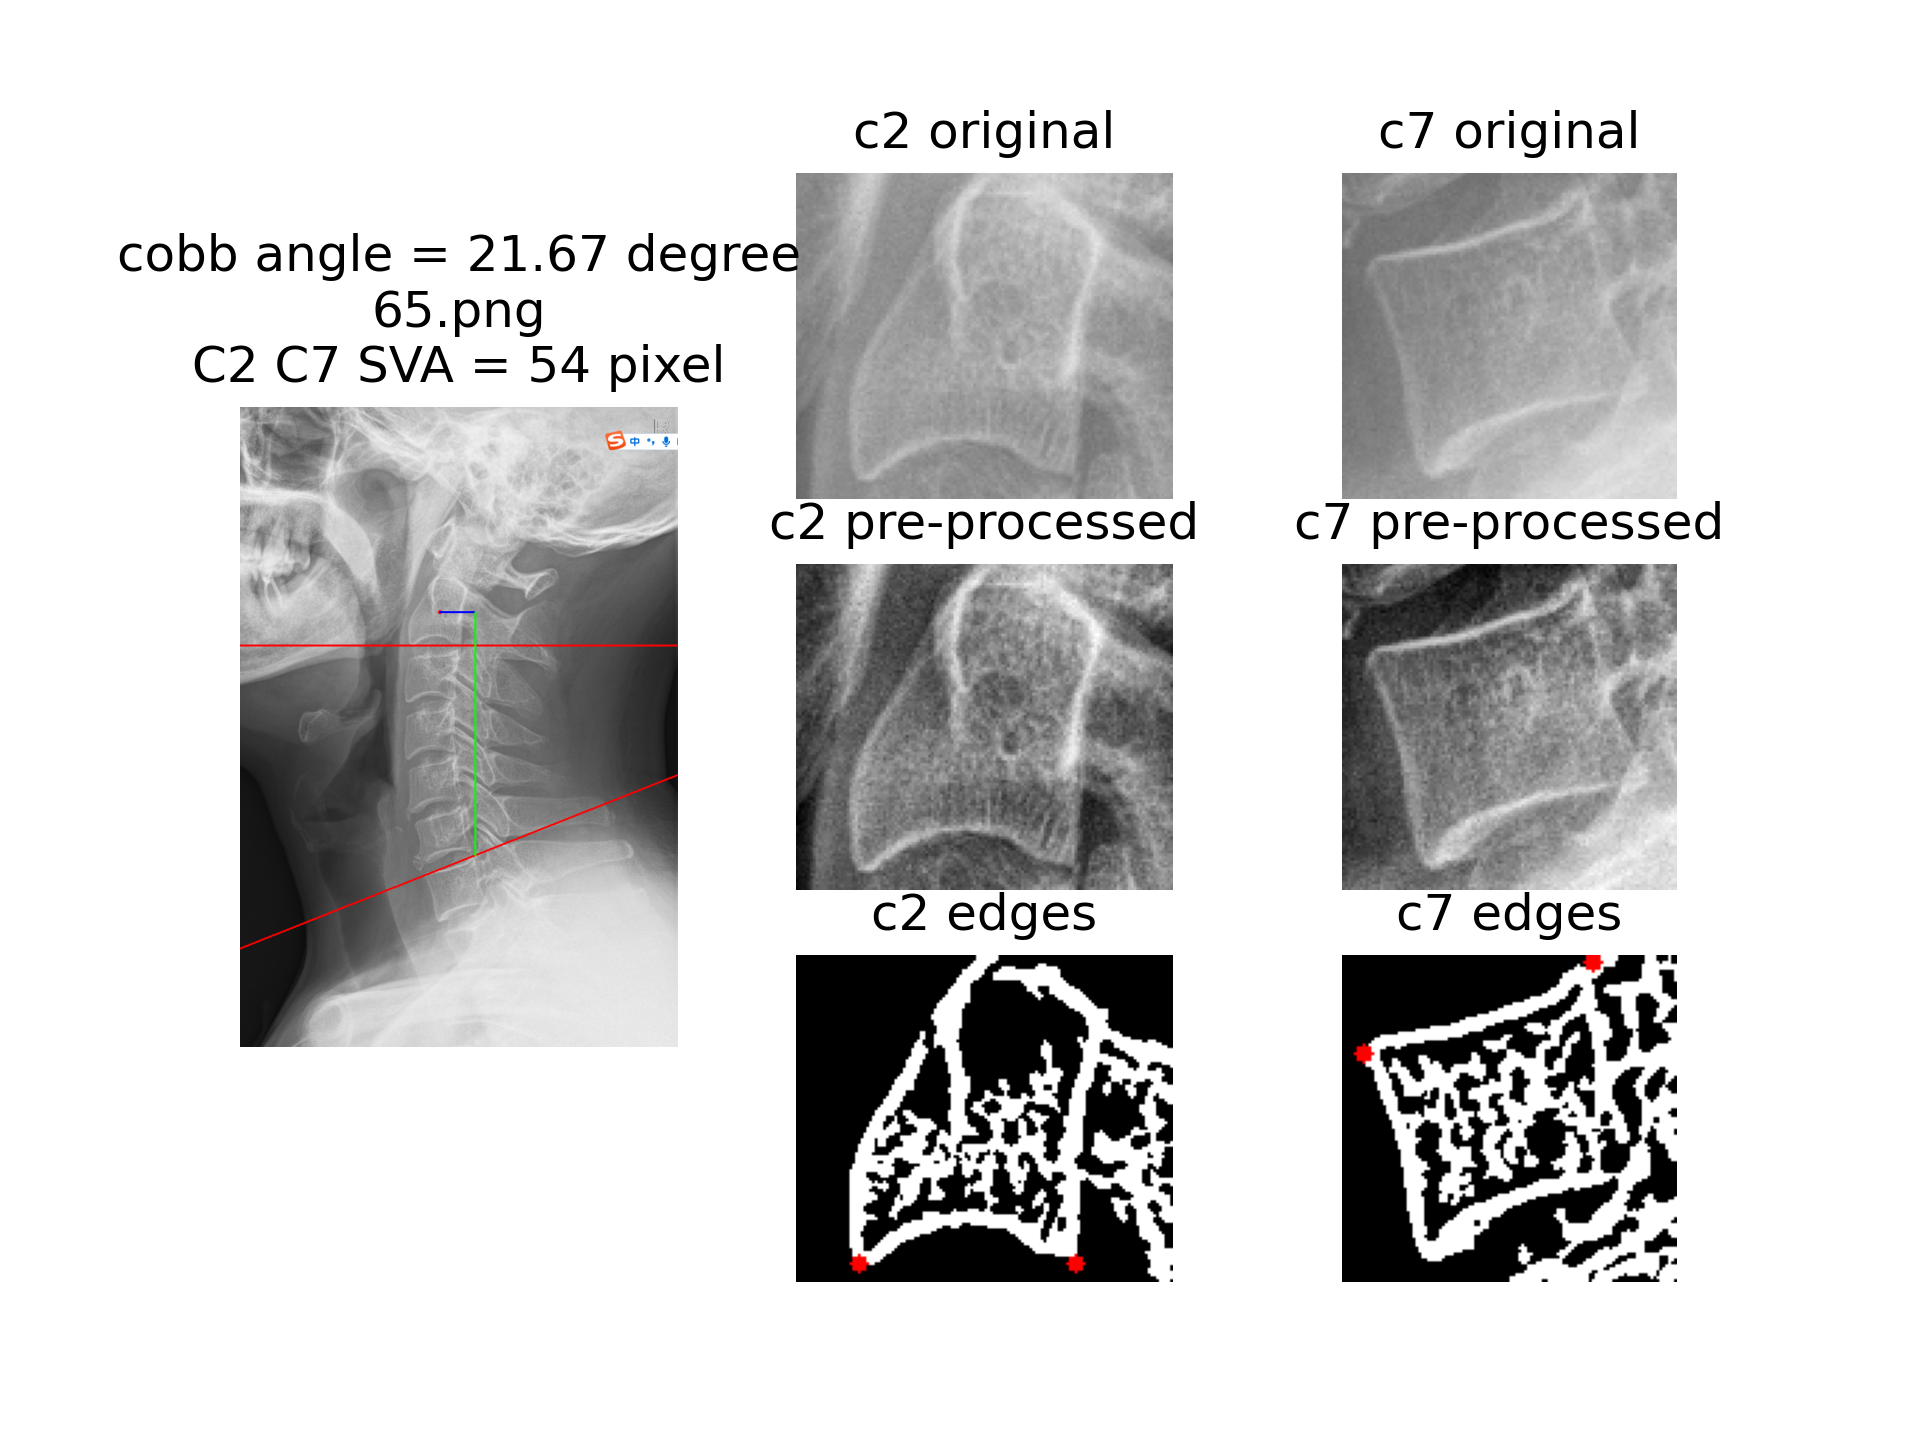 cobb angle = 21.67 degree
65.png
C2 C7 SVA = 54 pixel
中
c2 original
c7 original
c2 pre-processed
c7 pre-processed
c2 edges
c7 edges